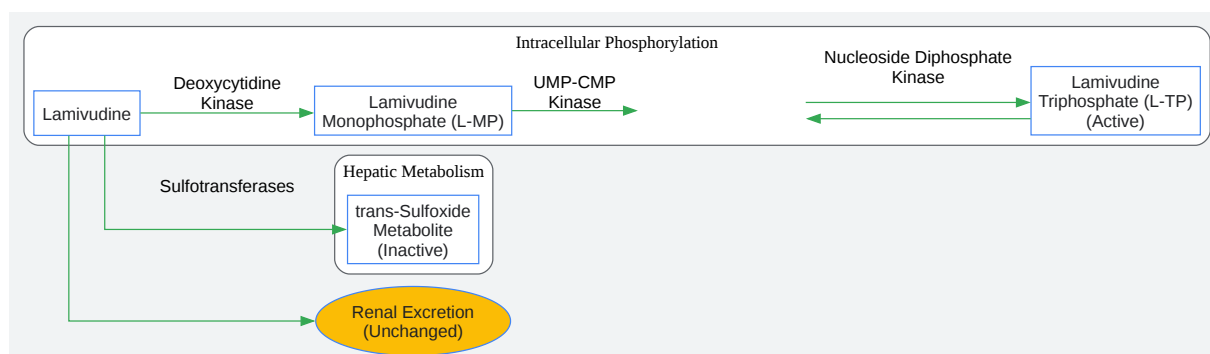 Intracellular Phosphorylation
Deoxycytidine
Kinase
UMP-CMP
Kinase
Nucleoside Diphosphate
Kinase
Lamivudine
Lamivudine
Monophosphate (L-MP)
Lamivudine
Triphosphate (L-TP)
(Active)
Hepatic Metabolism
Sulfotransferases
trans-Sulfoxide
Metabolite
(Inactive)
Renal Excretion
(Unchanged)